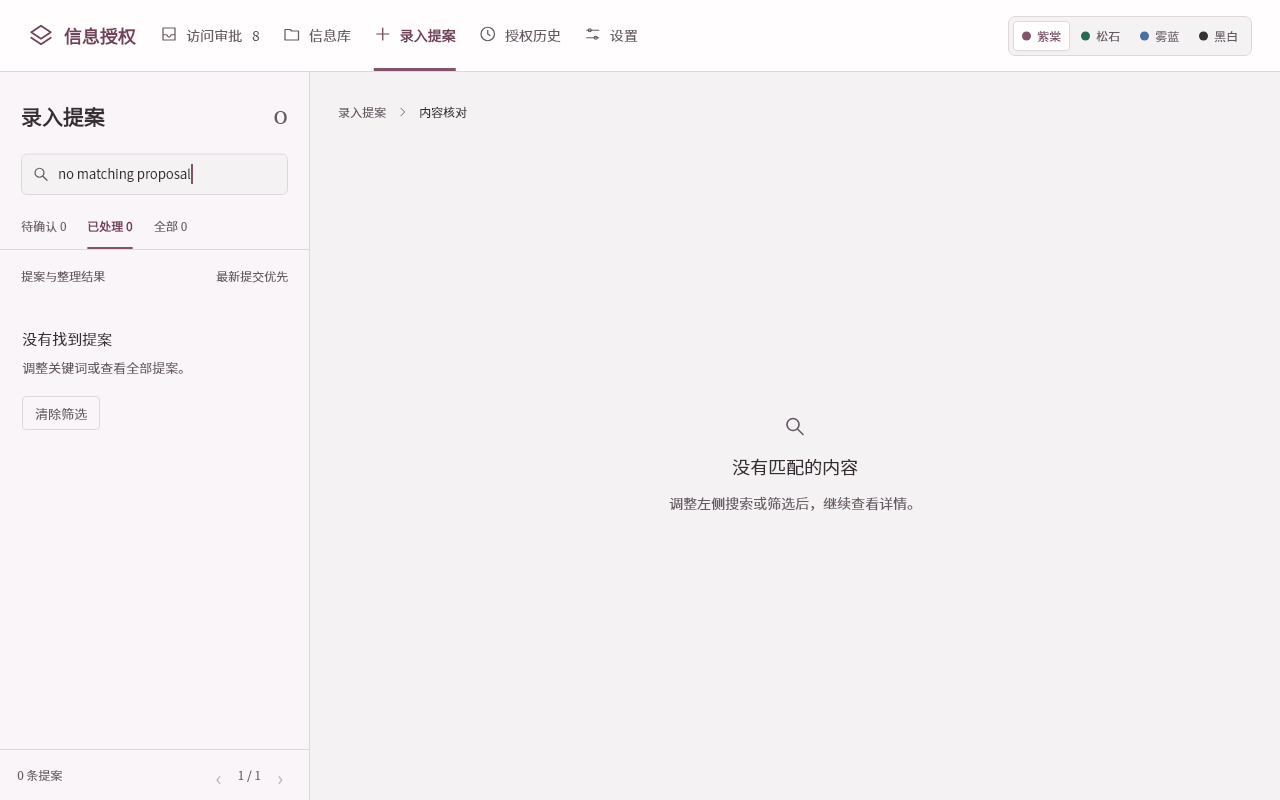 信息授权
访问审批 8
信息库
录入提案
授权历史
设置
紫棠
松石
雾蓝
黑白
录入提案 0
no matching proposal
待确认 0
已处理 0
全部 0
提案与整理结果
最新提交优先
没有找到提案
调整关键词或查看全部提案。
清除筛选
0 条提案
‹ 1 / 1 ›
录入提案 > 内容核对
没有匹配的内容
调整左侧搜索或筛选后，继续查看详情。